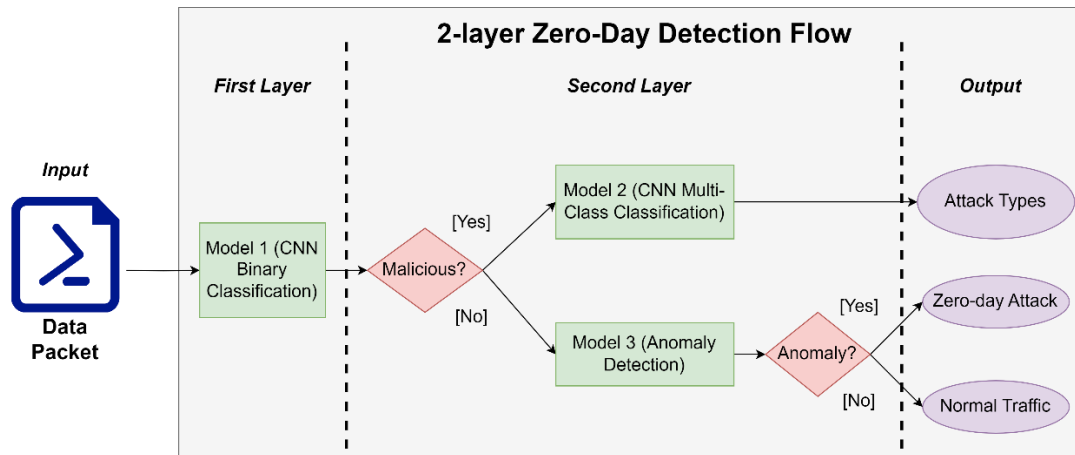 2-layer Zero-Day Detection Flow
First Layer
Second Layer
Output
Input
Data
Packet
Model 1 (CNN
Binary
Classification)
Malicious?
[Yes]
[No]
Model 2 (CNN Multi-
Class Classification)
Model 3 (Anomaly
Detection)
Anomaly?
[Yes]
[No]
Attack Types
Zero-day Attack
Normal Traffic